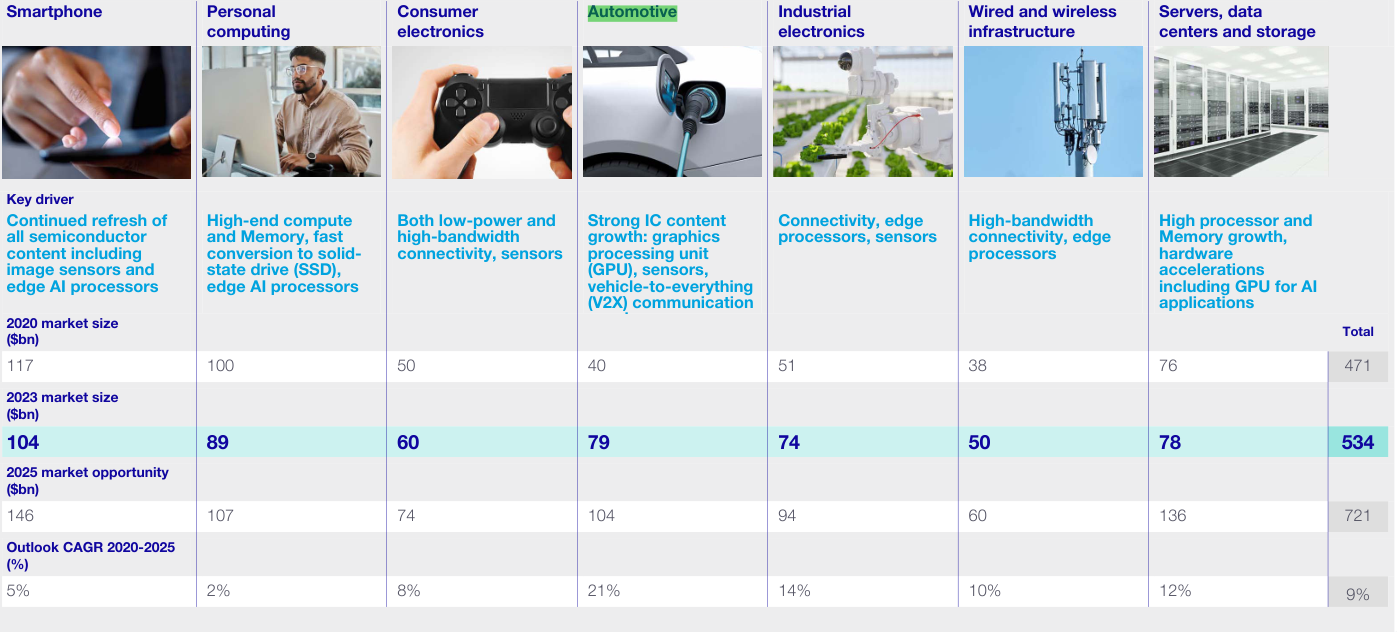 Smartphone
Personal
computing
Consumer
electronics
Automotive
Industrial
electronics
Wired and wireless
infrastructure
Servers, data
centers and storage
Key driver
Continued refresh of
all semiconductor
content including
image sensors and
edge AI processors
High-end compute
and Memory, fast
conversion to solid-
state drive (SSD),
edge AI processors
Both low-power and
high-bandwidth
connectivity, sensors
Strong IC content
growth: graphics
processing unit
(GPU), sensors,
vehicle-to-everything
(V2X) communication
Connectivity, edge
processors, sensors
High-bandwidth
connectivity, edge
processors
High processor and
Memory growth,
hardware
accelerations
including GPU for AI
applications
2020 market size
($bn)
Total
117 100 50 40 51 38 76 471
2023 market size
($bn)
104 89 60 79 74 50 78 534
2025 market opportunity
($bn)
146 107 74 104 94 60 136 721
Outlook CAGR 2020-2025
(%)
5% 2% 8% 21% 14% 10% 12% 9%